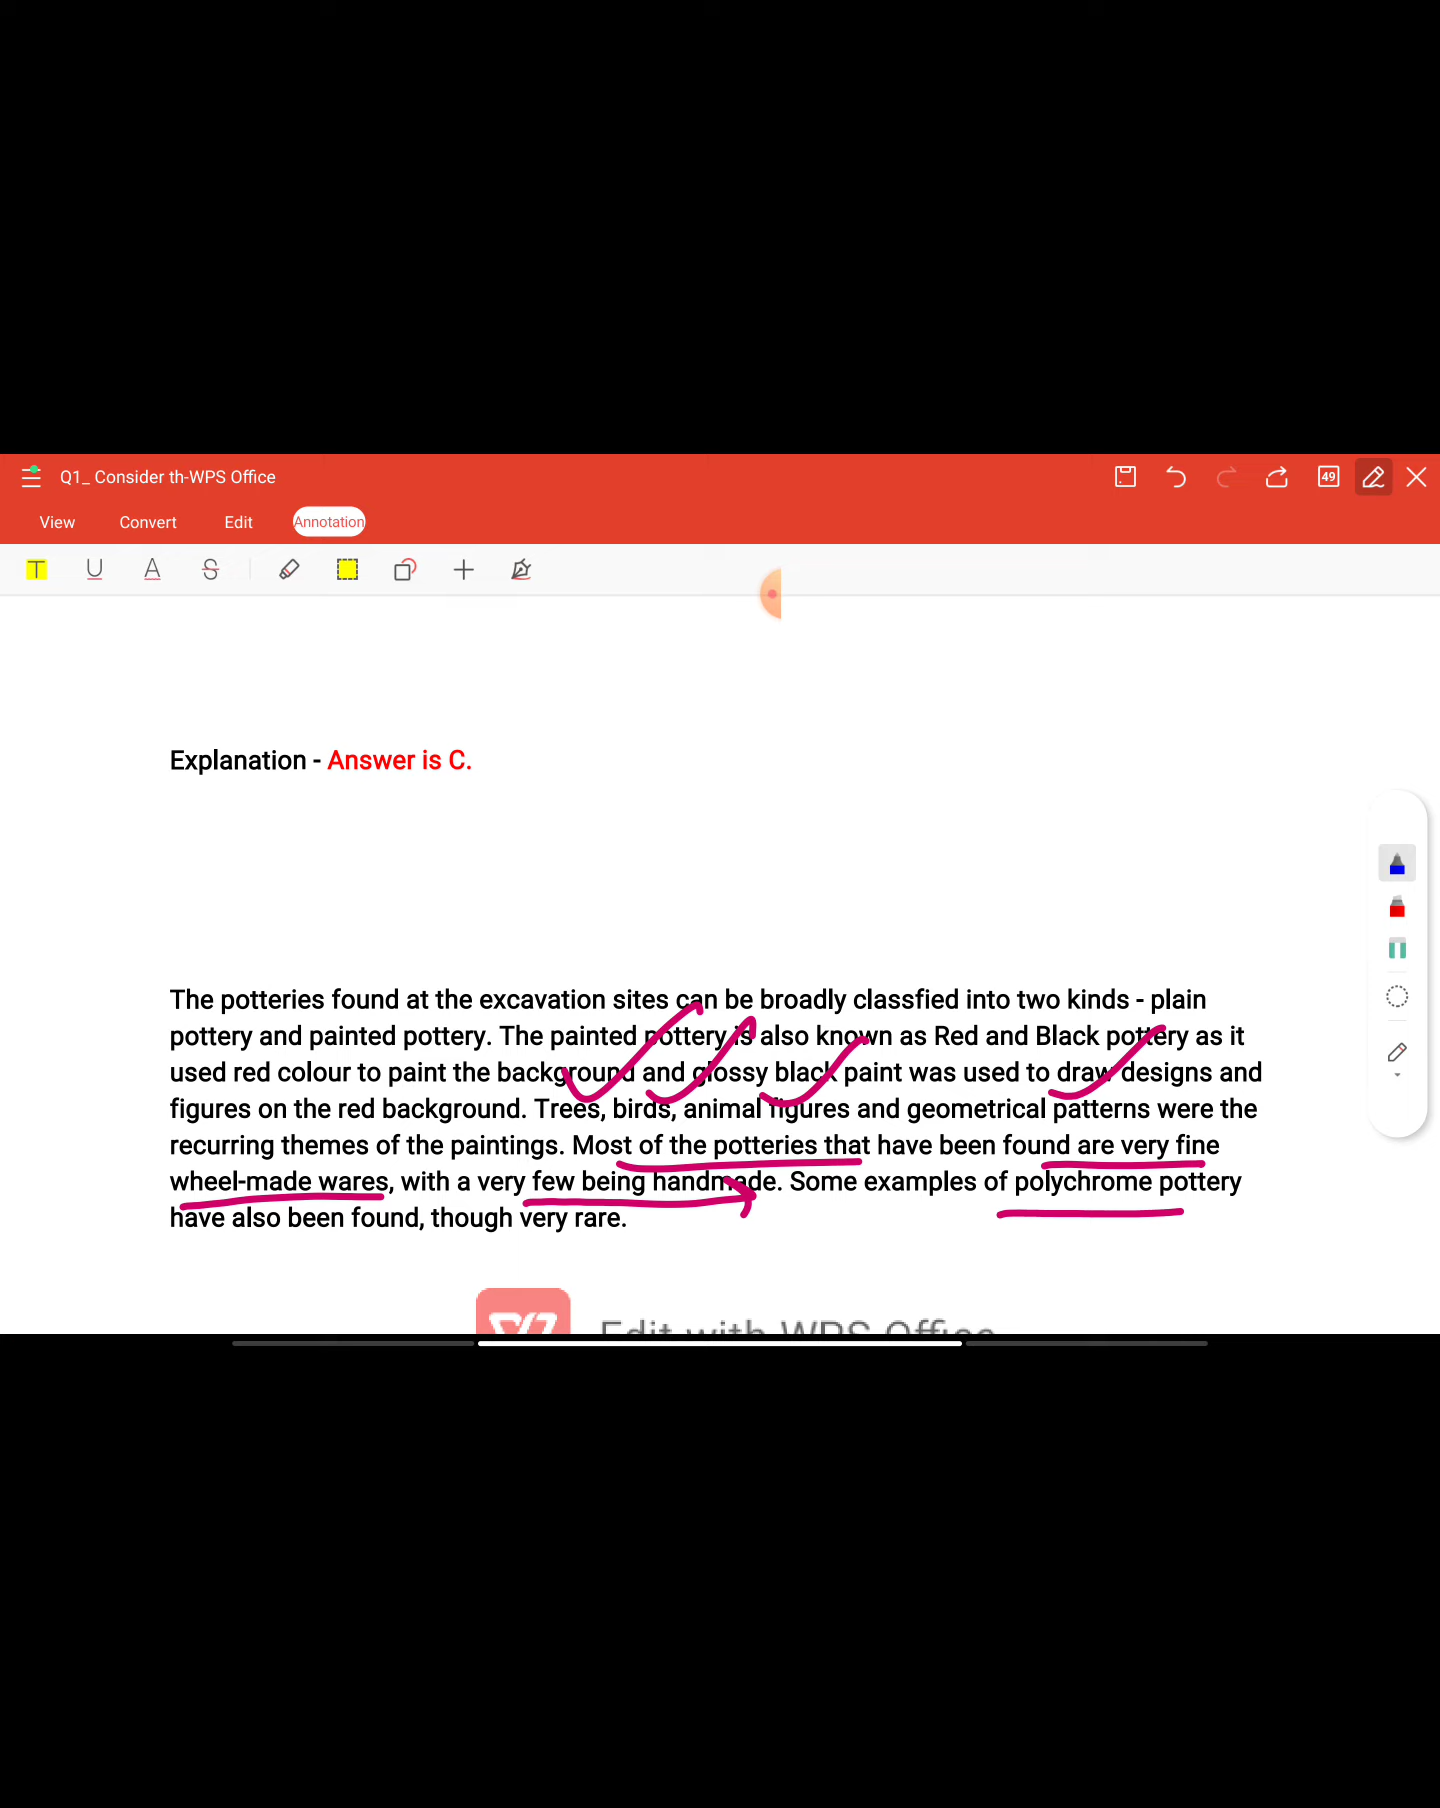 Q1_ Consider th-WPS Office
49
View Convert Edit Annotation
T U A S
Explanation - Answer is C.
The potteries found at the excavation sites can be broadly classfied into two kinds - plain
pottery and painted pottery. The painted pottery is also known as Red and Black pottery as it
used red colour to paint the background and glossy black paint was used to draw designs and
figures on the red background. Trees, birds, animal figures and geometrical patterns were the
recurring themes of the paintings. Most of the potteries that have been found are very fine
wheel-made wares, with a very few being handmade. Some examples of polychrome pottery
have also been found, though very rare.
Edit with WPS Office